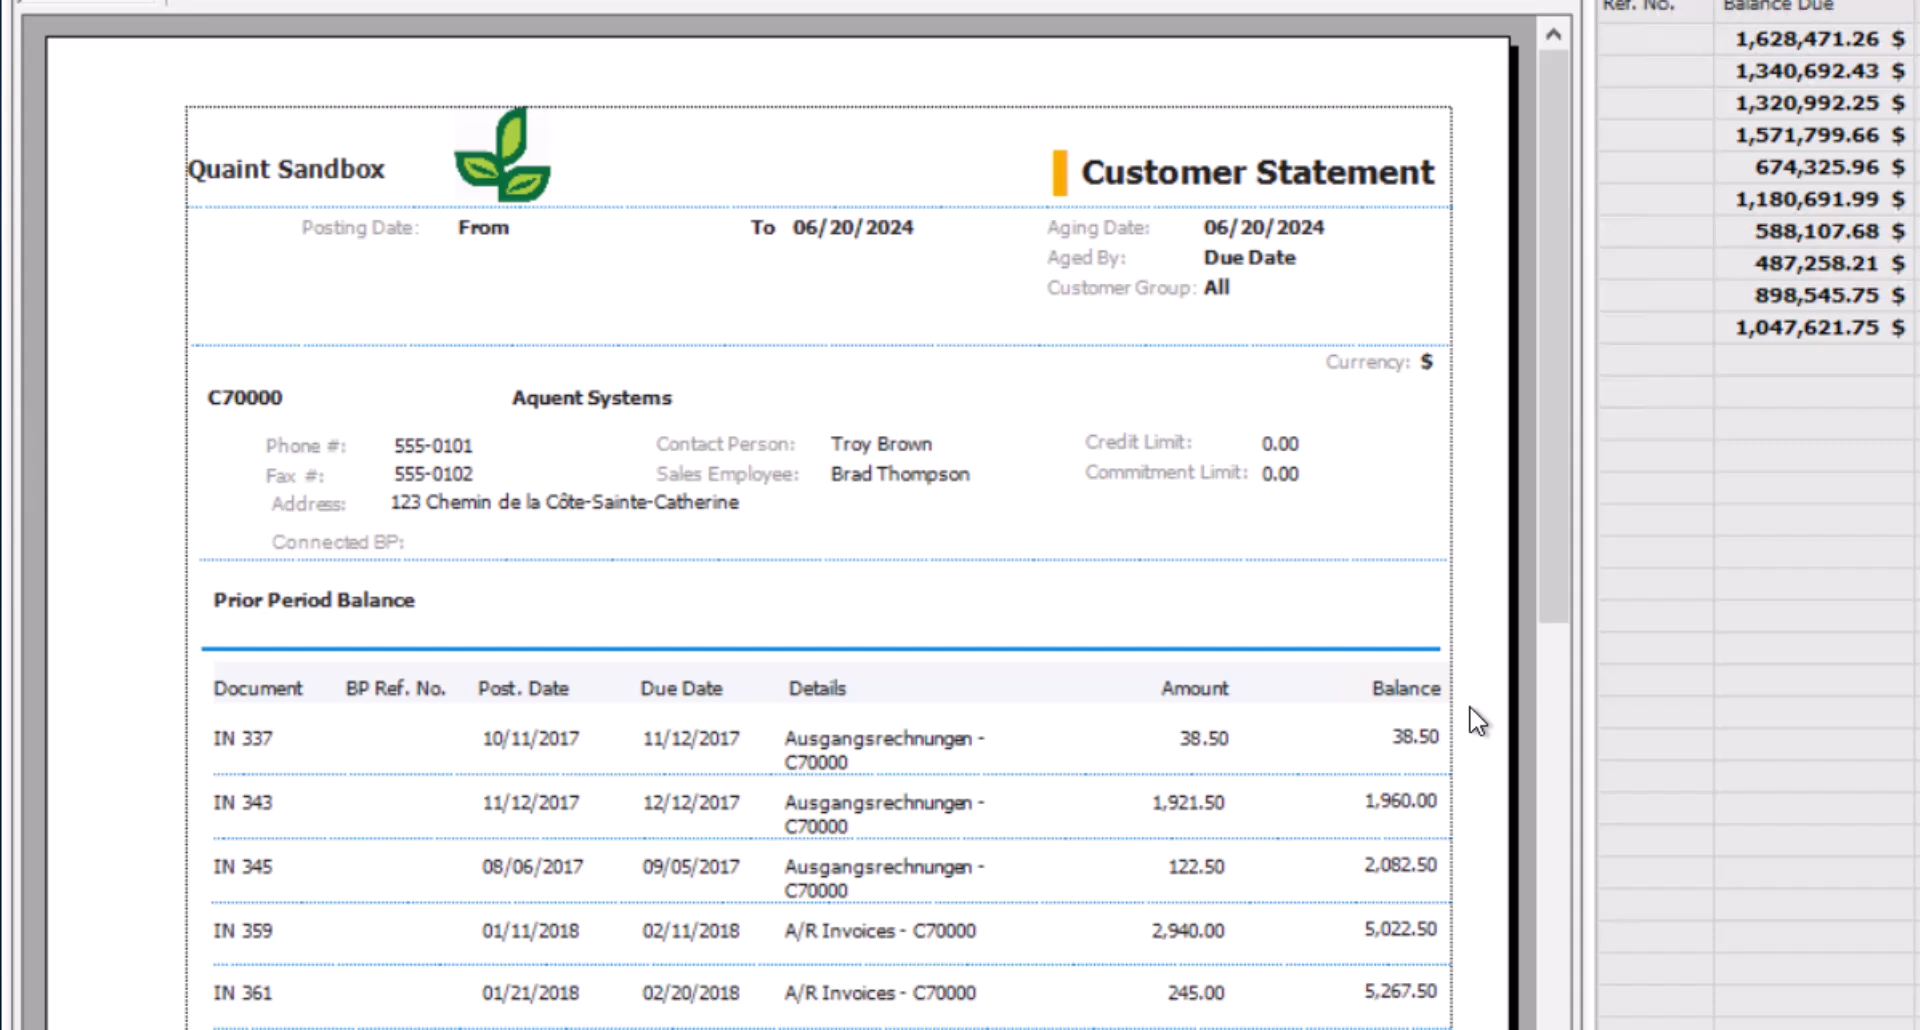 Ref. No. Balance Due
1,628,471.26 $
1,340,692.43 $
1,320,992.25 $
1,571,799.66 $
674,325.96 $
1,180,691.99 $
588,107.68 $
487,258.21 $
898,545.75 $
1,047,621.75 $
Quaint Sandbox
Customer Statement
Posting Date: From To 06/20/2024 Aging Date: 06/20/2024
Aged By: Due Date
Customer Group: All
Currency: $
C70000 Aquent Systems
Phone #: 555-0101 Contact Person: Troy Brown Credit Limit: 0.00
Fax #: 555-0102 Sales Employee: Brad Thompson Commitment Limit: 0.00
Address: 123 Chemin de la Côte-Sainte-Catherine
Connected BP:
Prior Period Balance
Document BP Ref. No. Post. Date Due Date Details Amount Balance
IN 337 10/11/2017 11/12/2017 Ausgangsrechnungen - 38.50 38.50
C70000
IN 343 11/12/2017 12/12/2017 Ausgangsrechnungen - 1,921.50 1,960.00
C70000
IN 345 08/06/2017 09/05/2017 Ausgangsrechnungen - 122.50 2,082.50
C70000
IN 359 01/11/2018 02/11/2018 A/R Invoices - C70000 2,940.00 5,022.50
IN 361 01/21/2018 02/20/2018 A/R Invoices - C70000 245.00 5,267.50